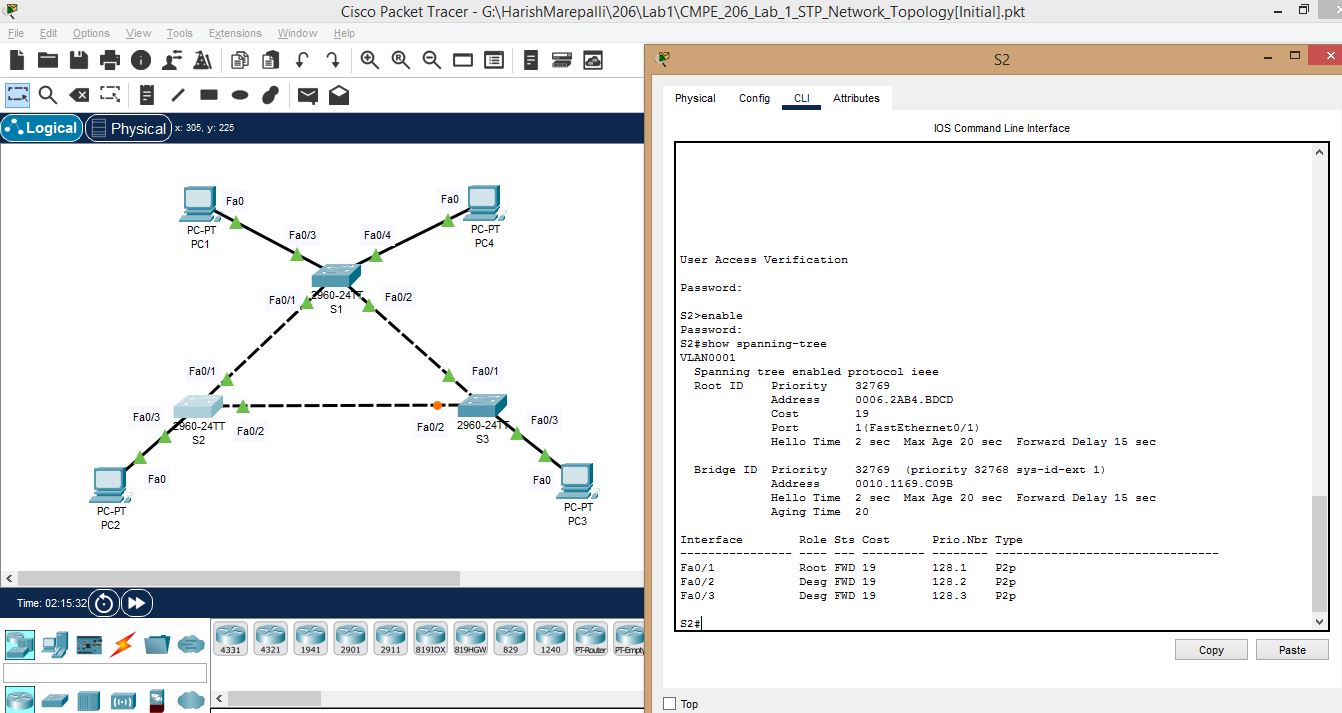 Cisco Packet Tracer - G:\HarishMarepalli\206\Lab1\CMPE_206_Lab_1_STP_Network_Topology[Initial].pkt
File Edit Options View Tools Extensions Window Help
Logical Physical x: 305, y: 225
Fa0
PC-PT
PC1
Fa0
PC-PT
PC4
Fa0/3
Fa0/4
Fa0/1
2960-24TT
S1
Fa0/2
Fa0/1
Fa0/1
Fa0/3
2960-24TT
S2
Fa0/2
Fa0/2
2960-24TT
S3
Fa0/3
Fa0
PC-PT
PC2
Fa0
PC-PT
PC3
Time: 02:15:32
4331 4321 1941 2901 2911 819IOX 819HGW 829 1240 PT-Router PT-Empty
S2
Physical Config CLI Attributes
IOS Command Line Interface
User Access Verification
Password:
S2>enable
Password:
S2#show spanning-tree
VLAN0001
Spanning tree enabled protocol ieee
Root ID Priority 32769
Address 0006.2AB4.BDCD
Cost 19
Port 1(FastEthernet0/1)
Hello Time 2 sec Max Age 20 sec Forward Delay 15 sec
Bridge ID Priority 32769 (priority 32768 sys-id-ext 1)
Address 0010.1169.C09B
Hello Time 2 sec Max Age 20 sec Forward Delay 15 sec
Aging Time 20
Interface Role Sts Cost Prio.Nbr Type
---------------- ---- --- --------- -------- --------------------------------
Fa0/1 Root FWD 19 128.1 P2p
Fa0/2 Desg FWD 19 128.2 P2p
Fa0/3 Desg FWD 19 128.3 P2p
S2#
Copy Paste
Top